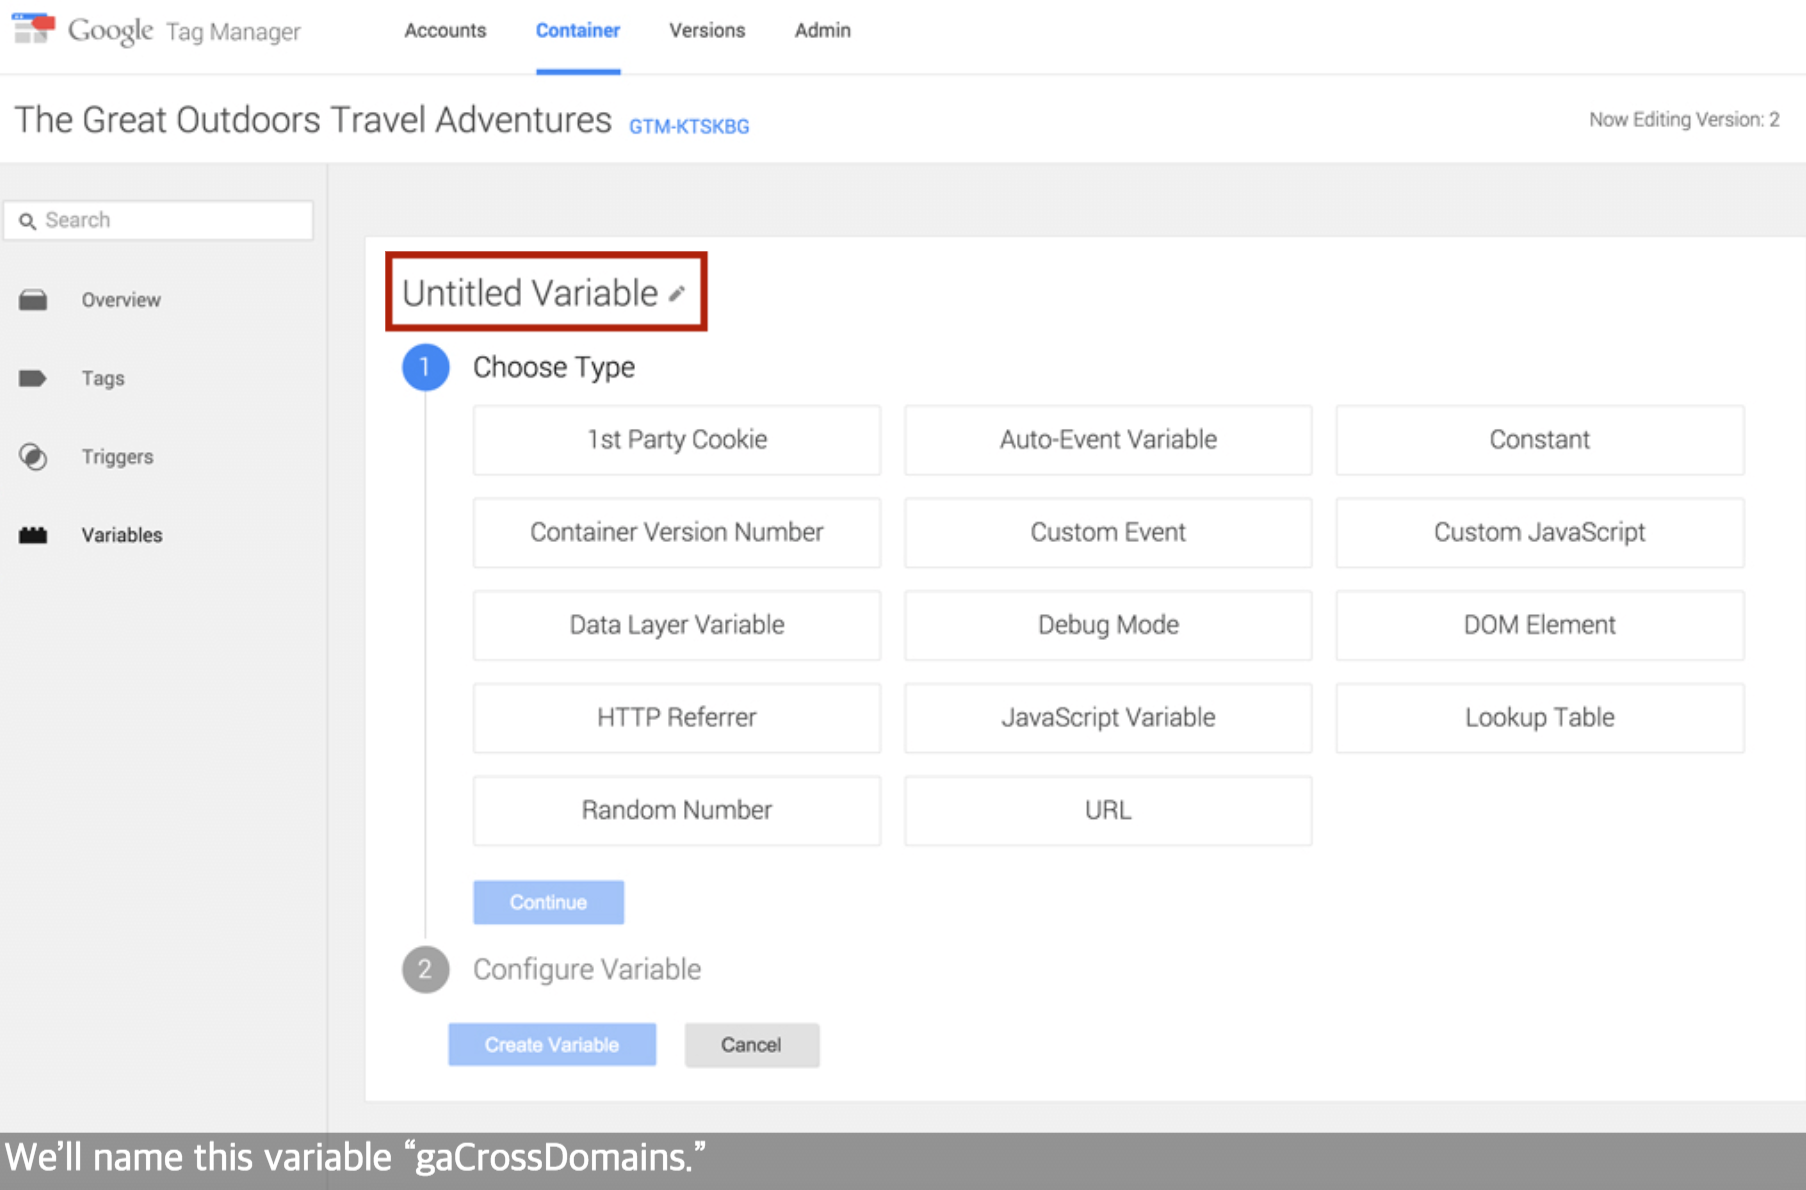 Google Tag Manager
Accounts
Container
Versions
Admin
The Great Outdoors Travel Adventures GTM-KTSKBG
Now Editing Version: 2
Search
Overview
Tags
Triggers
Variables
Untitled Variable
1 Choose Type
1st Party Cookie
Auto-Event Variable
Constant
Container Version Number
Custom Event
Custom JavaScript
Data Layer Variable
Debug Mode
DOM Element
HTTP Referrer
JavaScript Variable
Lookup Table
Random Number
URL
Continue
2 Configure Variable
Create Variable
Cancel
We’ll name this variable “gaCrossDomains.”